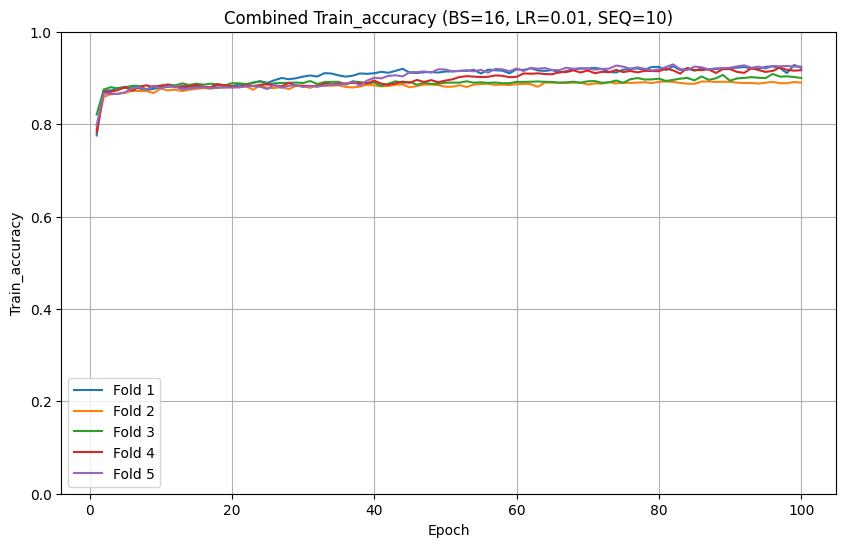 Combined Train_accuracy (BS=16, LR=0.01, SEQ=10)
Train_accuracy
1.0
0.8
0.6
0.4
0.2
0.0
Fold 1
Fold 2
Fold 3
Fold 4
Fold 5
0 20 40 60 80 100
Epoch